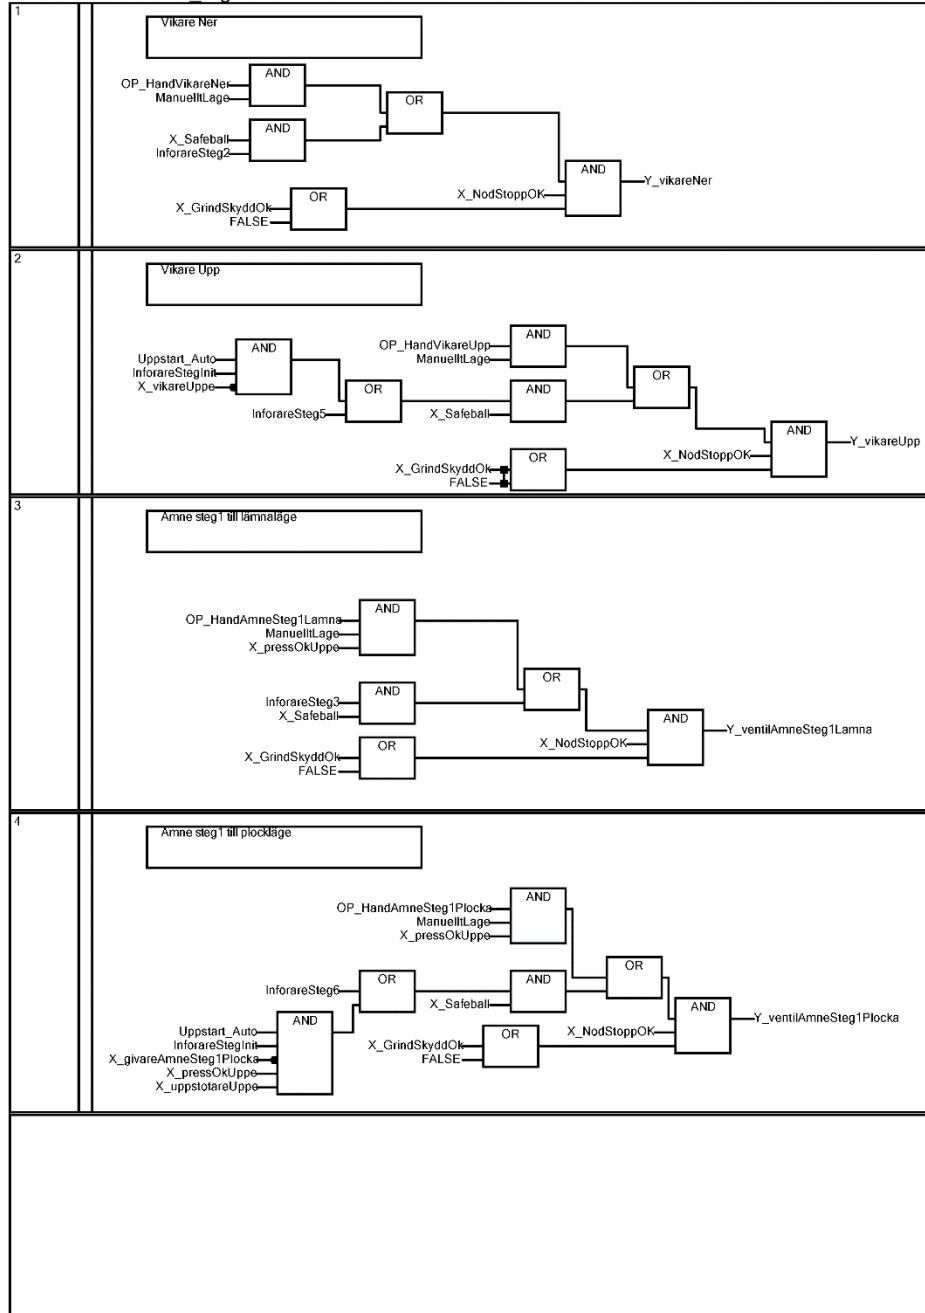 1
Vikare Ner
AND
OP_HandVikareNer
ManuelltLage
OR
AND
X_Safeball
InforareSteg2
AND
X_NodStoppOK
Y_vikareNer
OR
X_GrindSkyddOk
FALSE
2
Vikare Upp
AND
OP_HandVikareUpp
ManuelltLage
AND
Uppstart_Auto
InforareStegInit
X_vikareUppe
OR
OR
AND
InforareSteg5
X_Safeball
AND
Y_vikareUpp
X_NodStoppOK
OR
X_GrindSkyddOk
FALSE
3
Ämne steg1 till lämnaläge
AND
OP_HandAmneSteg1Lamna
ManuelltLage
X_pressOkUppe
OR
AND
InforareSteg3
X_Safeball
AND
Y_ventilAmneSteg1Lamna
X_NodStoppOK
OR
X_GrindSkyddOk
FALSE
4
Ämne steg1 till plockläge
AND
OP_HandAmneSteg1Plocka
ManuelltLage
X_pressOkUppe
OR
OR
AND
InforareSteg6
X_Safeball
AND
Y_ventilAmneSteg1Plocka
AND
Uppstart_Auto
InforareStegInit
X_givareAmneSteg1Plocka
X_pressOkUppe
X_uppstotareUppe
OR
X_NodStoppOK
X_GrindSkyddOk
FALSE